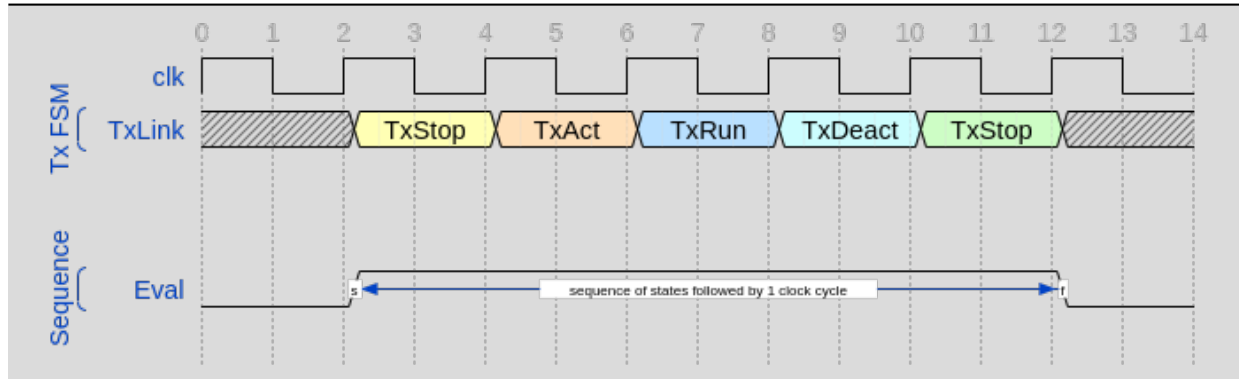 0 1 2 3 4 5 6 7 8 9 10 11 12 13 14
clk
Tx FSM
TxLink TxStop TxAct TxRun TxDeact TxStop
Sequence
Eval s sequence of states followed by 1 clock cycle f